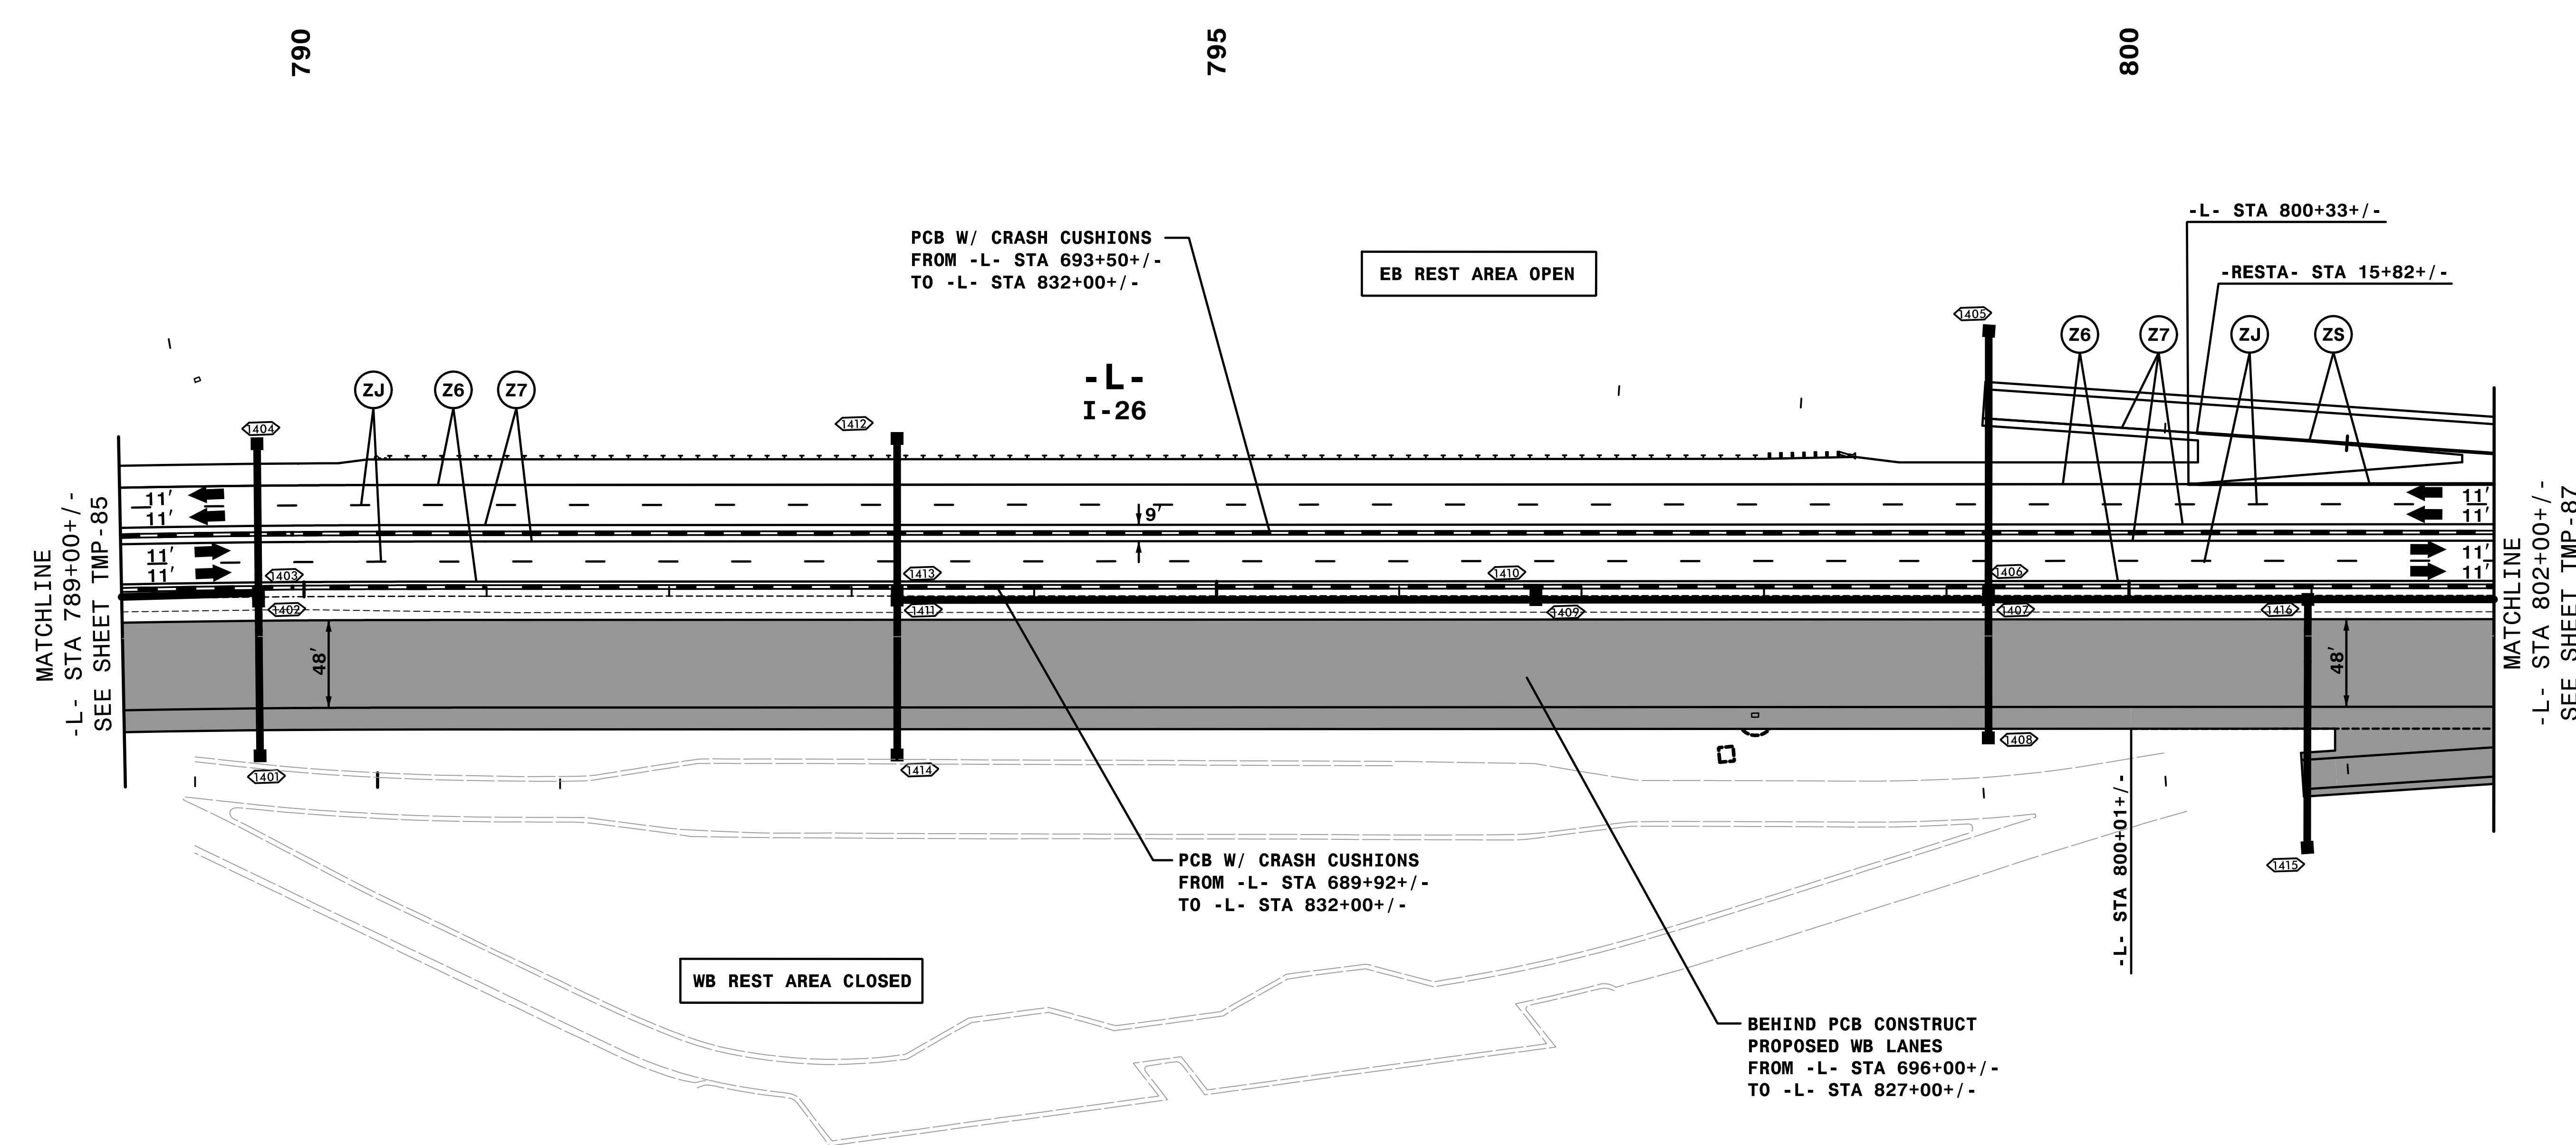 790
795
800
-L- STA 800+33+/-
PCB W/ CRASH CUSHIONS
FROM -L- STA 693+50+/-
TO -L- STA 832+00+/-
EB REST AREA OPEN
-RESTA- STA 15+82+/-
1405
Z6
Z7
ZJ
ZS
-L-
I-26
ZJ
Z6
Z7
1404
1412
11'
11'
11'
11'
9'
11'
11'
11'
11'
MATCHLINE
-L- STA 789+00+/-
SEE SHEET TMP-85
MATCHLINE
-L- STA 802+00+/-
SEE SHEET TMP-87
1403
1413
1410
1406
1402
1411
1409
1407
1416
48'
48'
1401
1414
1408
1415
-L- STA 800+01+/-
PCB W/ CRASH CUSHIONS
FROM -L- STA 689+92+/-
TO -L- STA 832+00+/-
WB REST AREA CLOSED
BEHIND PCB CONSTRUCT
PROPOSED WB LANES
FROM -L- STA 696+00+/-
TO -L- STA 827+00+/-